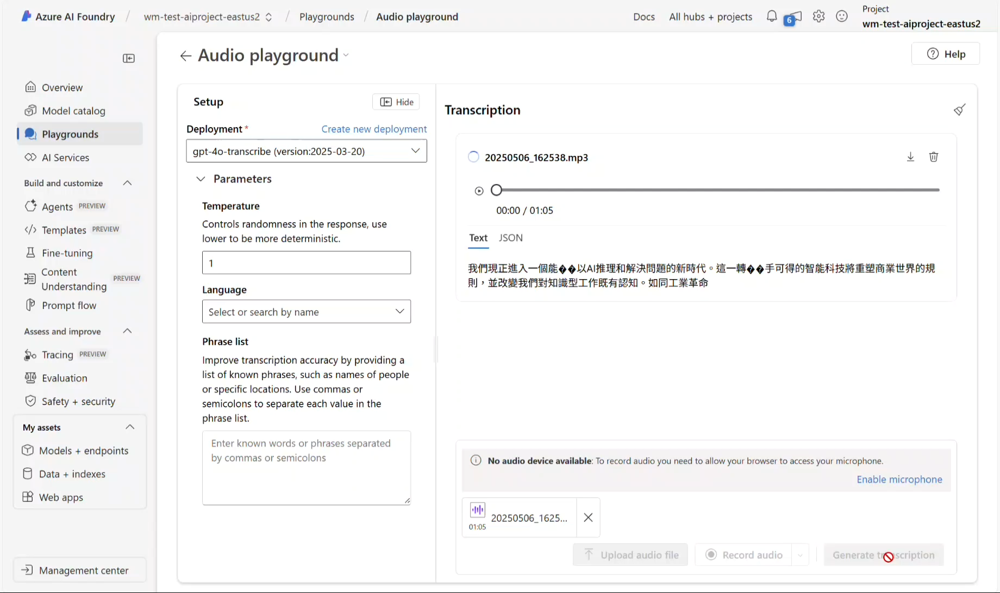 Azure AI Foundry / wm-test-aiproject-eastus2 / Playgrounds / Audio playground
Docs All hubs + projects 6 Project
wm-test-aiproject-eastus2
Overview
Model catalog
Playgrounds
AI Services
Build and customize
Agents PREVIEW
Templates PREVIEW
Fine-tuning
Content
Understanding PREVIEW
Prompt flow
Assess and improve
Tracing PREVIEW
Evaluation
Safety + security
My assets
Models + endpoints
Data + indexes
Web apps
Management center
Audio playground
Help
Setup
Hide
Deployment *
Create new deployment
gpt-4o-transcribe (version:2025-03-20)
Parameters
Temperature
Controls randomness in the response, use
lower to be more deterministic.
1
Language
Select or search by name
Phrase list
Improve transcription accuracy by providing a
list of known phrases, such as names of people
or specific locations. Use commas or
semicolons to separate each value in the
phrase list.
Enter known words or phrases separated
by commas or semicolons
Transcription
20250506_162538.mp3
00:00 / 01:05
Text JSON
我們現正進入一個能��以AI推理和解決問題的新時代。這一轉��手可得的智能科技將重塑商業世界的規
則，並改變我們對知識型工作既有認知。如同工業革命
No audio device available: To record audio you need to allow your browser to access your microphone.
Enable microphone
20250506_1625...
01:05
Upload audio file
Record audio
Generate transcription